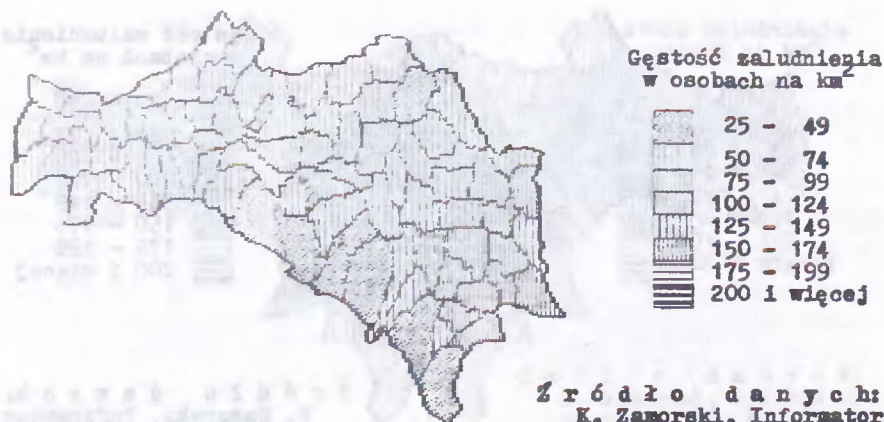 Gęstość zaludnienia
w osobach na km2
25 - 49
50 - 74
75 - 99
100 - 124
125 - 149
150 - 174
175 - 199
200 i więcej
Źródło danych:
K. Zamorski, Informator